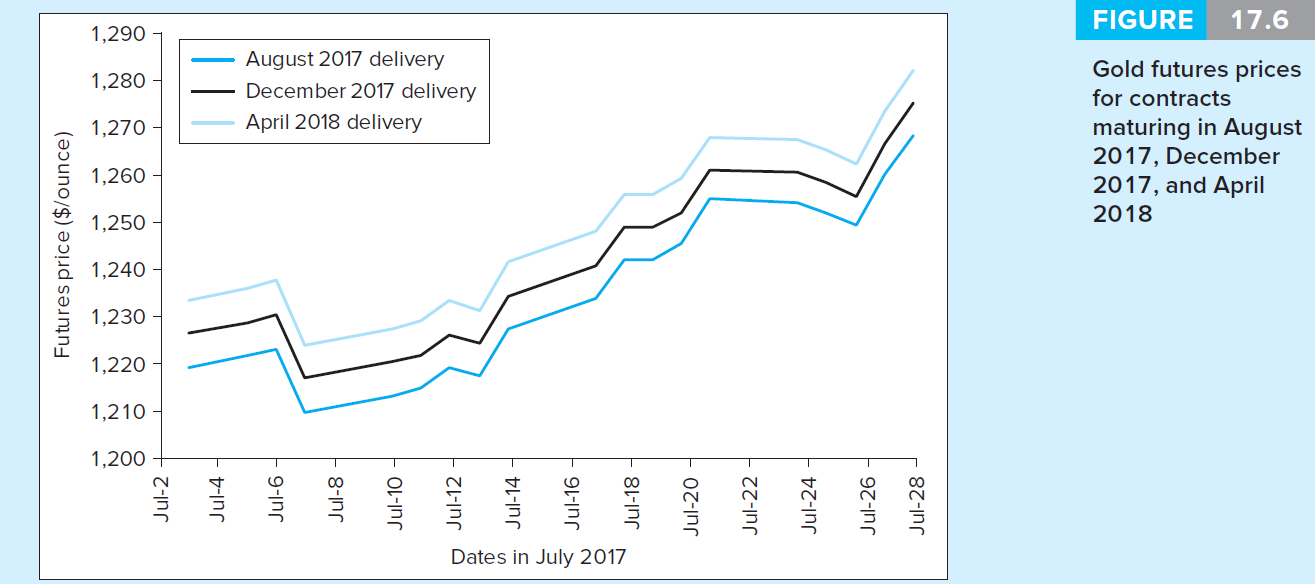 1,290
1,280
1,270
1,260
1,250
1,240
1,230
1,220
1,210
1,200
Futures price ($/ounce)
August 2017 delivery
December 2017 delivery
April 2018 delivery
Jul-2
Jul-4
Jul-6
Jul-8
Jul-10
Jul-12
Jul-14
Jul-16
Jul-18
Jul-20
Jul-22
Jul-24
Jul-26
Jul-28
Dates in July 2017
FIGURE 17.6
Gold futures prices
for contracts
maturing in August
2017, December
2017, and April
2018